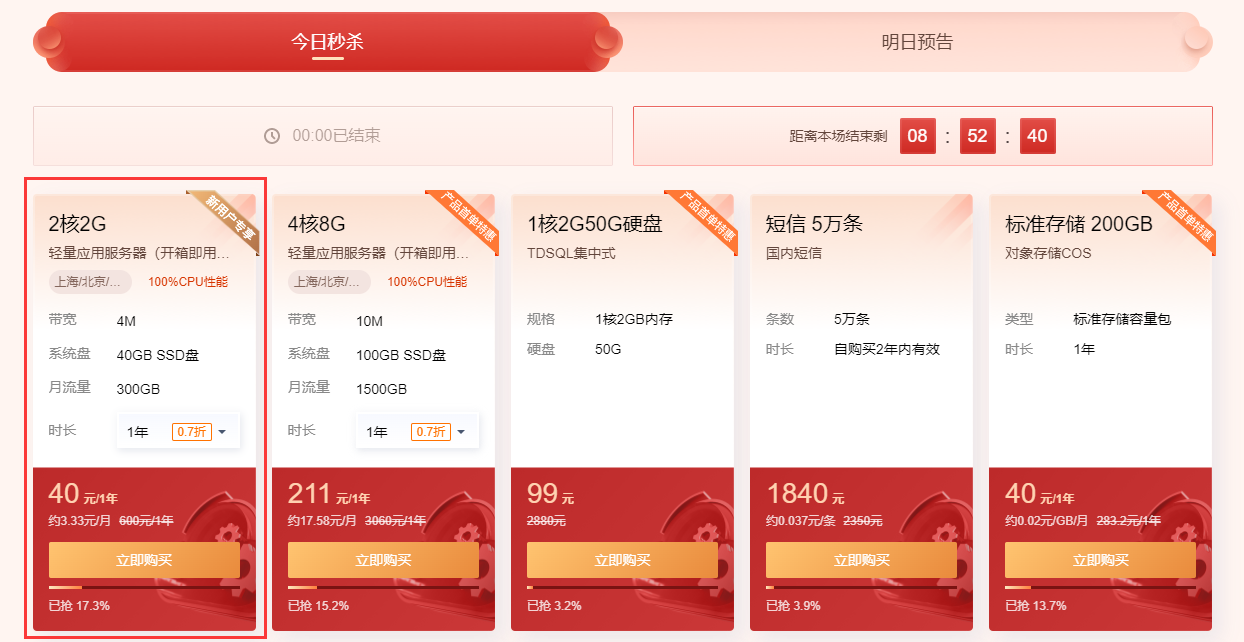 今日秒杀
明日预告
00:00已结束
距离本场结束剩 08 : 52 : 40
新用户专享
2核2G
轻量应用服务器（开箱即用...
上海/北京/... 100%CPU性能
带宽 4M
系统盘 40GB SSD盘
月流量 300GB
时长 1年 0.7折
40 元/1年
约3.33元/月 600元/1年
立即购买
已抢 17.3%
产品首单特惠
4核8G
轻量应用服务器（开箱即用...
上海/北京/... 100%CPU性能
带宽 10M
系统盘 100GB SSD盘
月流量 1500GB
时长 1年 0.7折
211 元/1年
约17.58元/月 3060元/1年
立即购买
已抢 15.2%
产品首单特惠
1核2G50G硬盘
TDSQL集中式
规格 1核2GB内存
硬盘 50G
99 元
2880元
立即购买
已抢 3.2%
短信 5万条
国内短信
条数 5万条
时长 自购买2年内有效
1840 元
约0.037元/条 2350元
立即购买
已抢 3.9%
产品首单特惠
标准存储 200GB
对象存储COS
类型 标准存储容量包
时长 1年
40 元/1年
约0.02元/GB/月 283.2元/1年
立即购买
已抢 13.7%